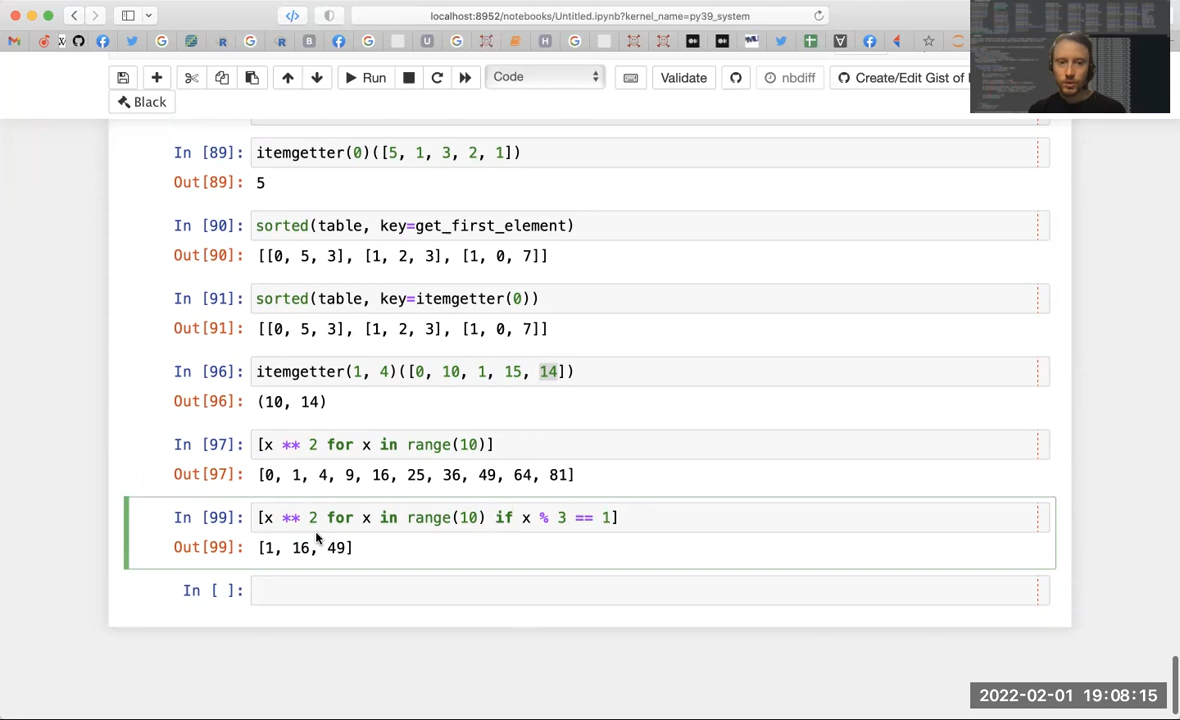 localhost:8952/notebooks/Untitled.ipynb?kernel_name=py39_system
Run
Code
Validate
nbdiff
Create/Edit Gist of
Black
In [89]: itemgetter(0)([5, 1, 3, 2, 1])
Out[89]: 5
In [90]: sorted(table, key=get_first_element)
Out[90]: [[0, 5, 3], [1, 2, 3], [1, 0, 7]]
In [91]: sorted(table, key=itemgetter(0))
Out[91]: [[0, 5, 3], [1, 2, 3], [1, 0, 7]]
In [96]: itemgetter(1, 4)([0, 10, 1, 15, 14])
Out[96]: (10, 14)
In [97]: [x ** 2 for x in range(10)]
Out[97]: [0, 1, 4, 9, 16, 25, 36, 49, 64, 81]
In [99]: [x ** 2 for x in range(10) if x % 3 == 1]
Out[99]: [1, 16, 49]
In [ ]:
2022-02-01 19:08:15